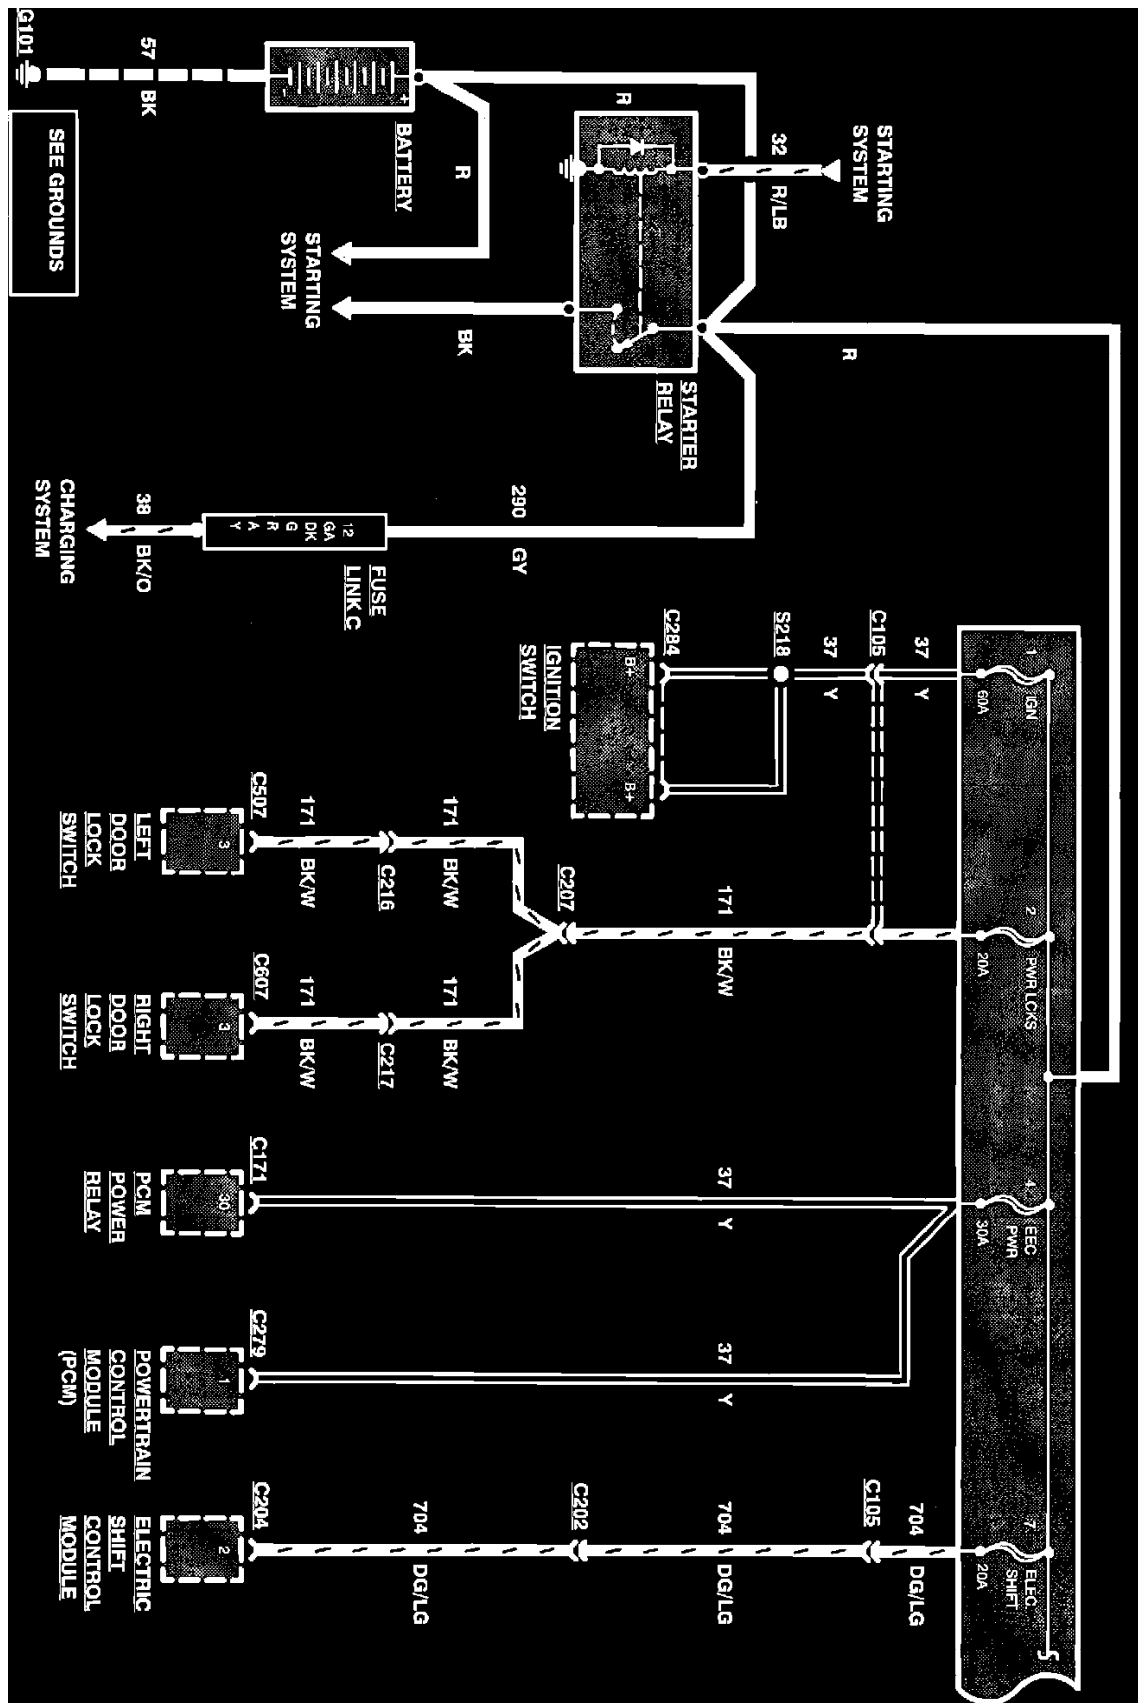 G101
57
BK
SEE GROUNDS
BATTERY
+
-
R
R
STARTING
SYSTEM
32
R/LB
STARTING
SYSTEM
BK
STARTER
RELAY
R
290
GY
FUSE
LINK C
12
GA
DK
G
R
A
Y
38
BK/O
CHARGING
SYSTEM
1
IGN
60A
37
Y
C105
37
Y
S218
C284
B+
B+
IGNITION
SWITCH
2
PWR LCKS
20A
171
BK/W
C207
171
BK/W
C216
171
BK/W
C507
3
LEFT
DOOR
LOCK
SWITCH
171
BK/W
C217
171
BK/W
C607
3
RIGHT
DOOR
LOCK
SWITCH
4
EEC
PWR
30A
37
Y
C171
30
PCM
POWER
RELAY
37
Y
C279
1
POWERTRAIN
CONTROL
MODULE
(PCM)
7
ELEC.
SHIFT
20A
704
DG/LG
C105
704
DG/LG
C202
704
DG/LG
C204
2
ELECTRIC
SHIFT
CONTROL
MODULE